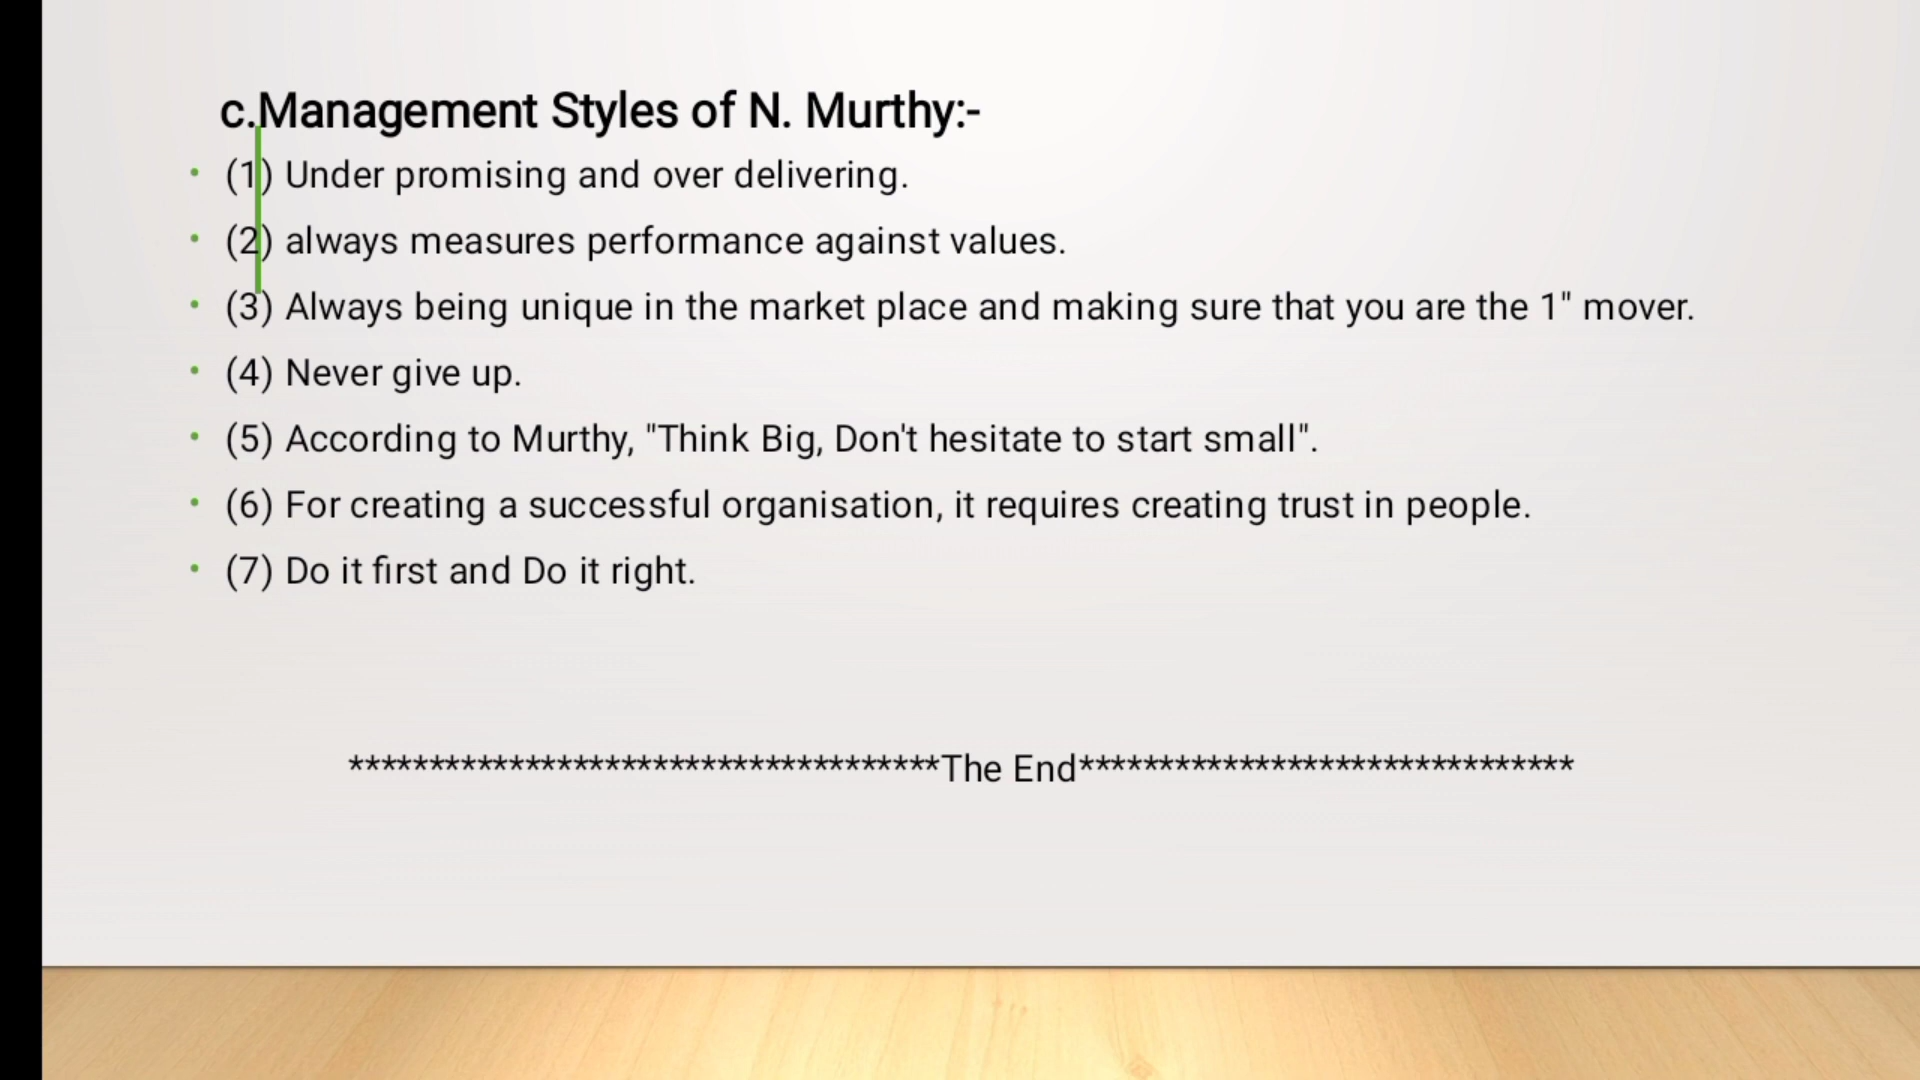 c.Management Styles of N. Murthy:-
• (1) Under promising and over delivering.
• (2) always measures performance against values.
• (3) Always being unique in the market place and making sure that you are the 1" mover.
• (4) Never give up.
• (5) According to Murthy, "Think Big, Don't hesitate to start small".
• (6) For creating a successful organisation, it requires creating trust in people.
• (7) Do it first and Do it right.
*************************************The End*******************************